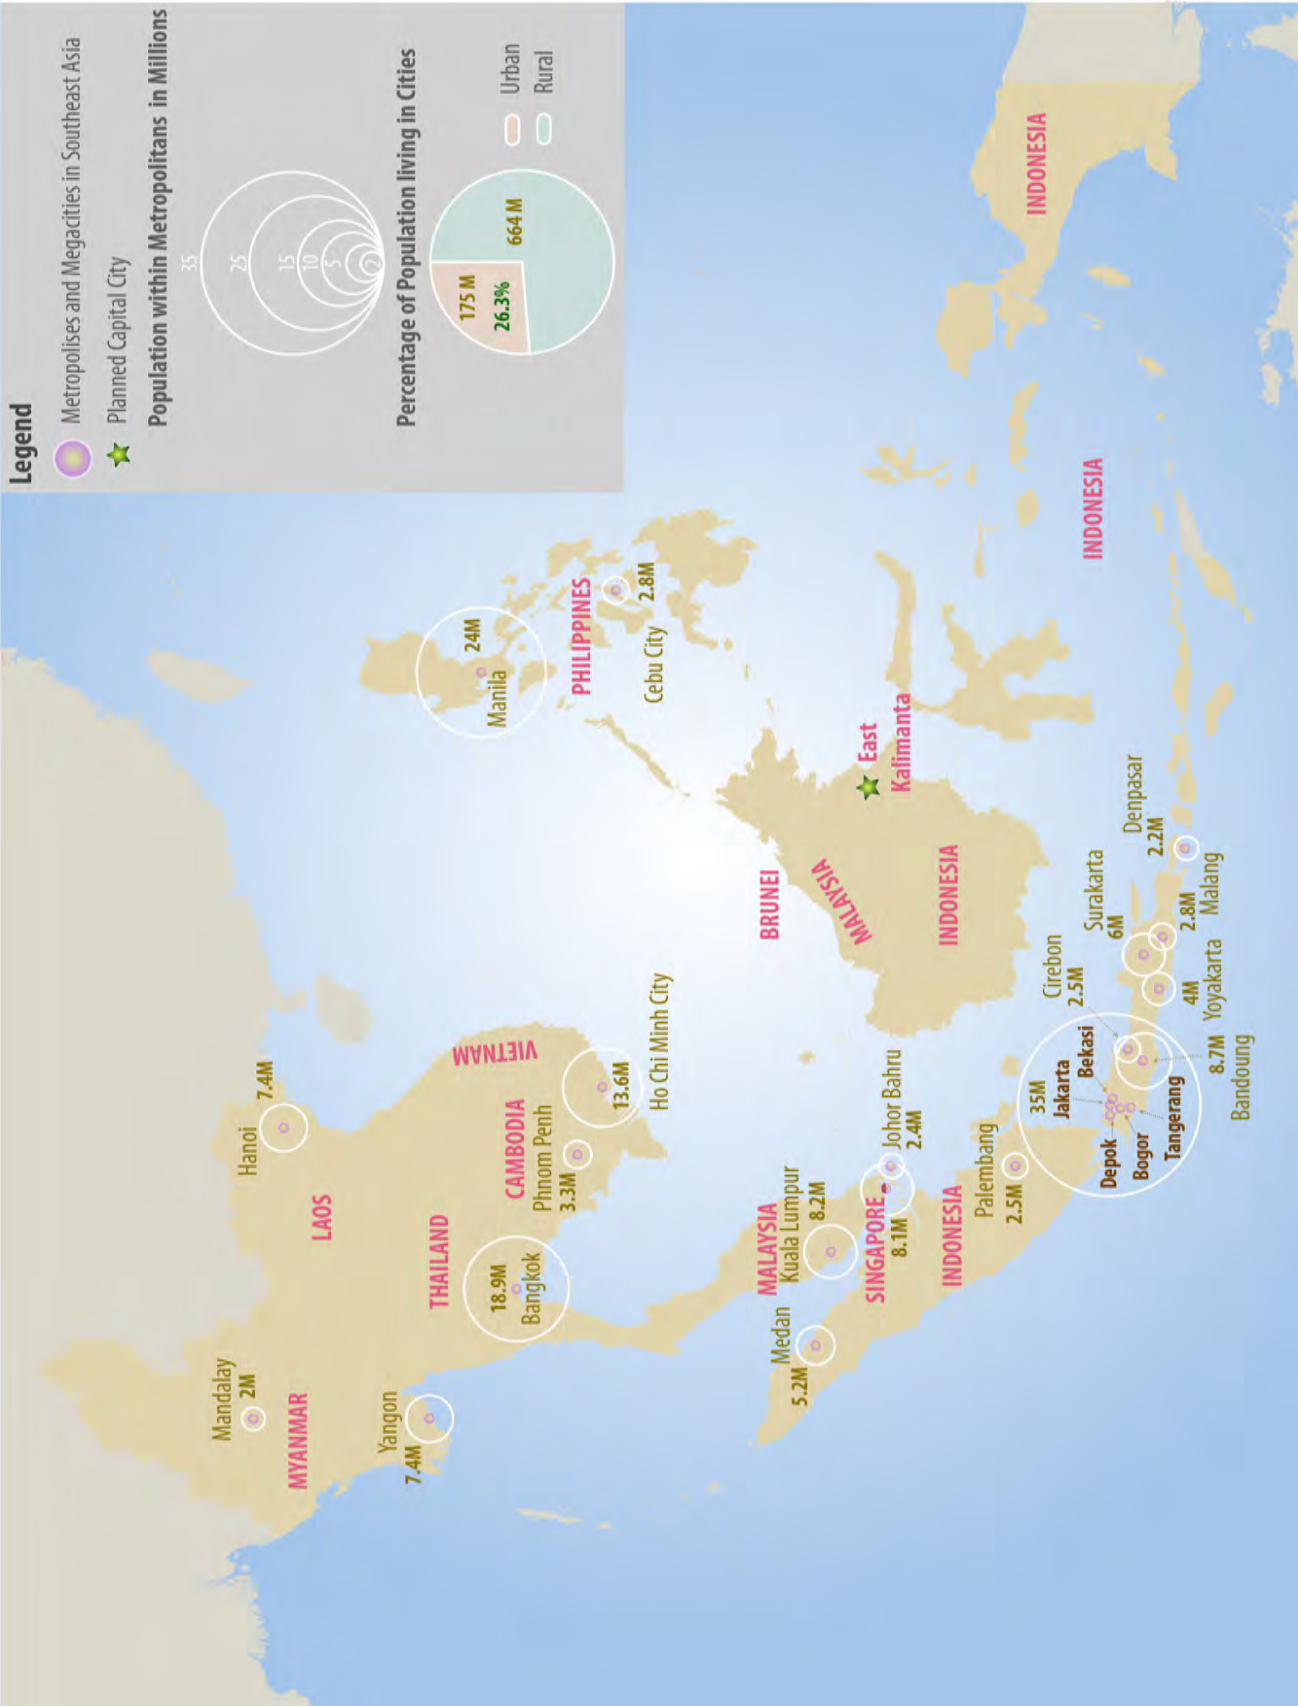 Legend
Metropolises and Megacities in Southeast Asia
Planned Capital City
Population within Metropolitans in Millions
35
25
15
10
5
2
Percentage of Population living in Cities
175 M
26.3%
664 M
Urban
Rural
Mandalay
2M
MYANMAR
Yangon
7.4M
Hanoi
7.4M
LAOS
THAILAND
18.9M
Bangkok
VIETNAM
CAMBODIA
Phnom Penh
3.3M
13.6M
Ho Chi Minh City
Manila
24M
PHILIPPINES
Cebu City
2.8M
Medan
5.2M
MALAYSIA
Kuala Lumpur
8.2M
SINGAPORE
8.1M
Johor Bahru
2.4M
INDONESIA
Palembang
2.5M
BRUNEI
MALAYSIA
INDONESIA
East
Kalimanta
INDONESIA
INDONESIA
35M
Jakarta
Bekasi
Depok
Bogor
Tangerang
Cirebon
2.5M
8.7M
Bandoung
Surakarta
6M
4M
Yoyakarta
2.8M
Malang
Denpasar
2.2M